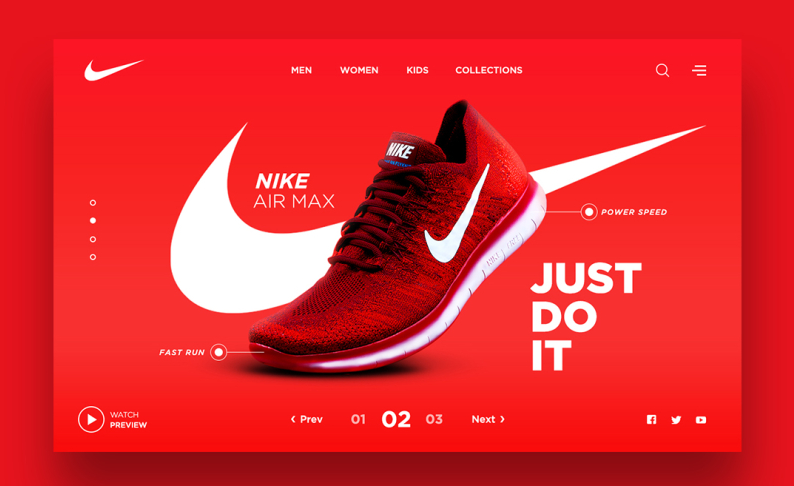 MEN WOMEN KIDS COLLECTIONS
NIKE
NIKE
AIR MAX
POWER SPEED
JUST
DO
IT
FAST RUN
WATCH
PREVIEW
‹ Prev 01 02 03 Next ›